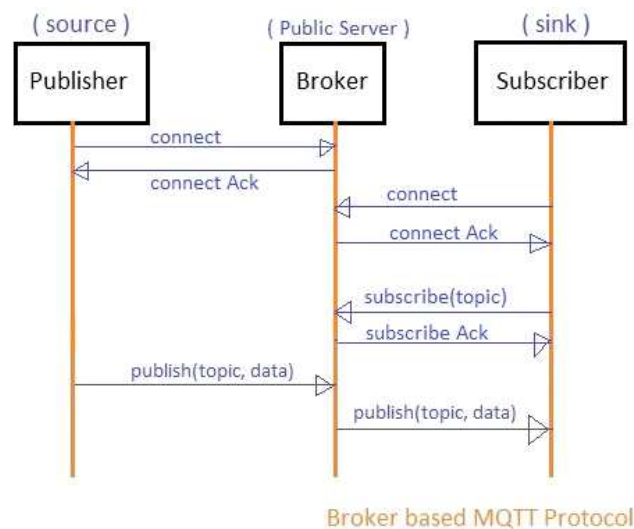 ( source )
( Public Server )
( sink )
Publisher
Broker
Subscriber
connect
connect Ack
connect
connect Ack
subscribe(topic)
subscribe Ack
publish(topic, data)
publish(topic, data)
Broker based MQTT Protocol